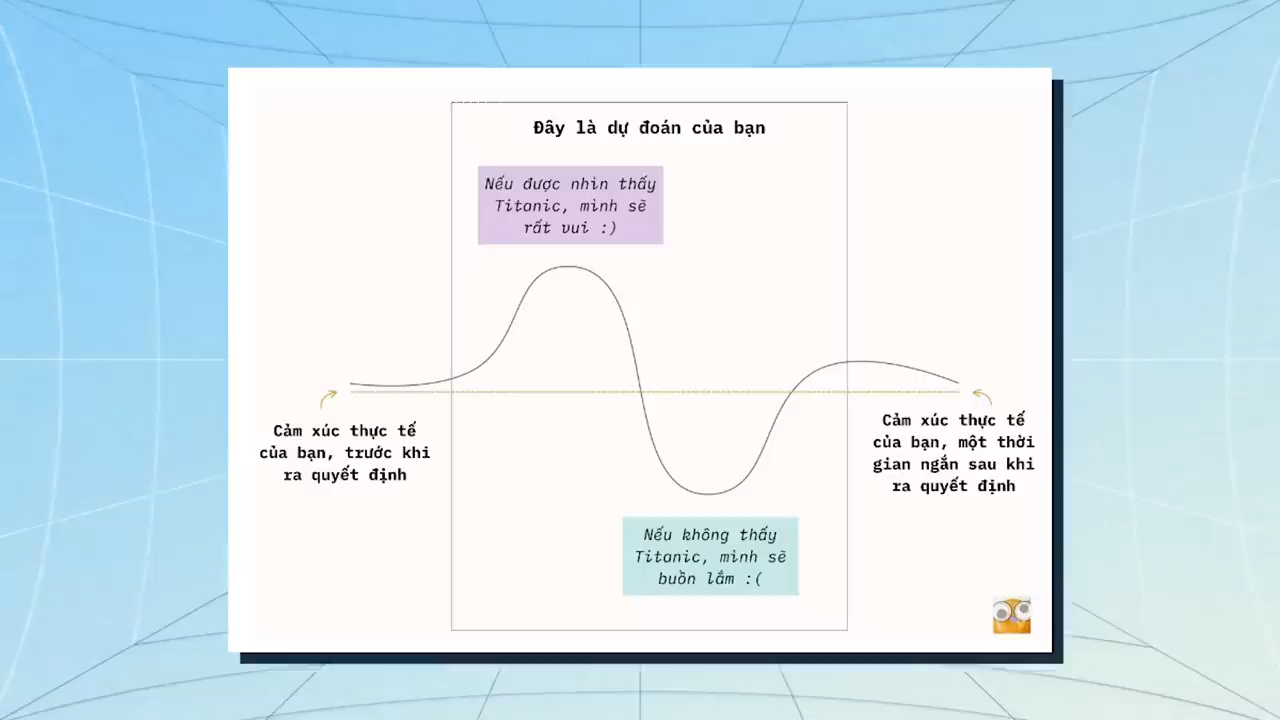 Đây là dự đoán của bạn
Nếu được nhìn thấy
Titanic, mình sẽ
rất vui :)
Cảm xúc thực tế
của bạn, trước khi
ra quyết định
Cảm xúc thực tế
của bạn, một thời
gian ngắn sau khi
ra quyết định
Nếu không thấy
Titanic, mình sẽ
buồn lắm :(